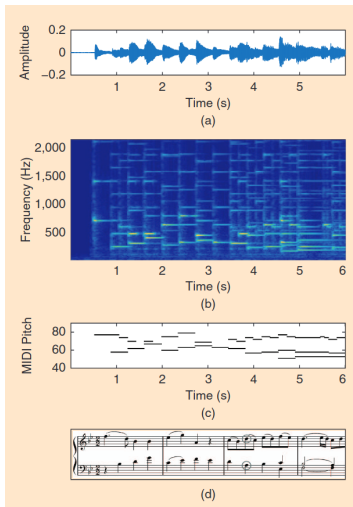 0.2
0
−0.2
Amplitude
1 2 3 4 5
Time (s)
(a)
2,000
1,500
1,000
500
Frequency (Hz)
1 2 3 4 5 6
Time (s)
(b)
80
60
40
MIDI Pitch
1 2 3 4 5 6
Time (s)
(c)
(d)